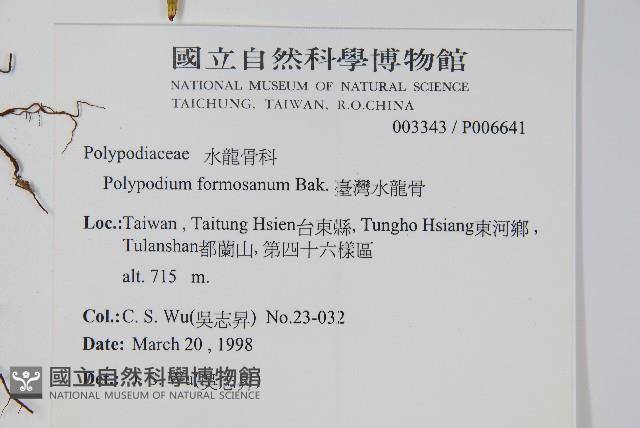 國立自然科學博物館
NATIONAL MUSEUM OF NATURAL SCIENCE
TAICHUNG, TAIWAN, R.O.CHINA
003343 / P006641
Polypodiaceae 水龍骨科
Polypodium formosanum Bak. 臺灣水龍骨
Loc.:Taiwan , Taitung Hsien台東縣, Tungho Hsiang東河鄉 ,
Tulanshan都蘭山, 第四十六樣區
alt. 715 m.
Col.:C. S. Wu(吳志昇) No.23-032
Date: March 20 , 1998
國立自然科學博物館
NATIONAL MUSEUM OF NATURAL SCIENCE